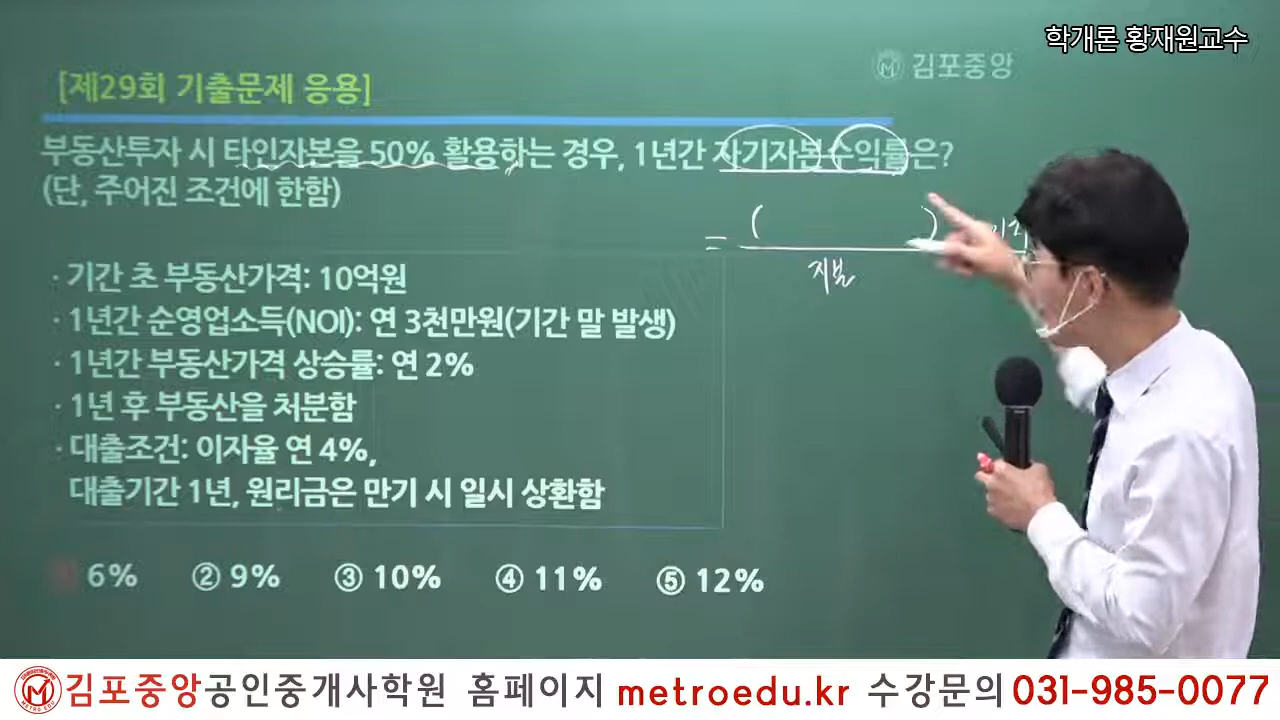 학개론 황재원교수
김포중앙
[제29회 기출문제 응용]
부동산투자 시 타인자본을 50% 활용하는 경우, 1년간 자기자본수익률은?
(단, 주어진 조건에 한함)
= ( )
지분
· 기간 초 부동산가격: 10억원
· 1년간 순영업소득(NOI): 연 3천만원(기간 말 발생)
· 1년간 부동산가격 상승률: 연 2%
· 1년 후 부동산을 처분함
· 대출조건: 이자율 연 4%,
대출기간 1년, 원리금은 만기 시 일시 상환함
6% ② 9% ③ 10% ④ 11% ⑤ 12%
김포중앙공인중개사학원 홈페이지 metroedu.kr 수강문의 031-985-0077